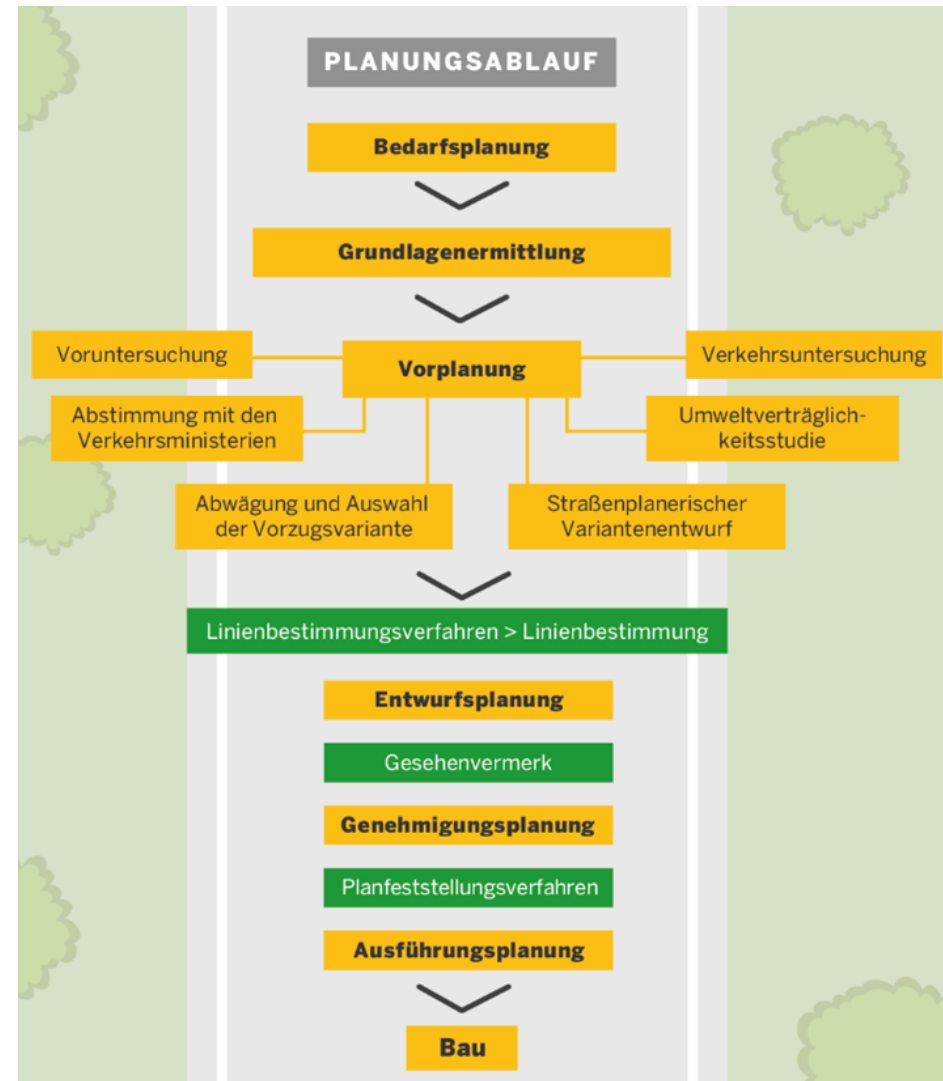 PLANUNGSABLAUF
Bedarfsplanung
Grundlagenermittlung
Voruntersuchung
Vorplanung
Verkehrsuntersuchung
Abstimmung mit den
Verkehrsministerien
Umweltverträglich-
keitsstudie
Abwägung und Auswahl
der Vorzugsvariante
Straßenplanerischer
Variantenentwurf
Linienbestimmungsverfahren > Linienbestimmung
Entwurfsplanung
Gesehenvermerk
Genehmigungsplanung
Planfeststellungsverfahren
Ausführungsplanung
Bau